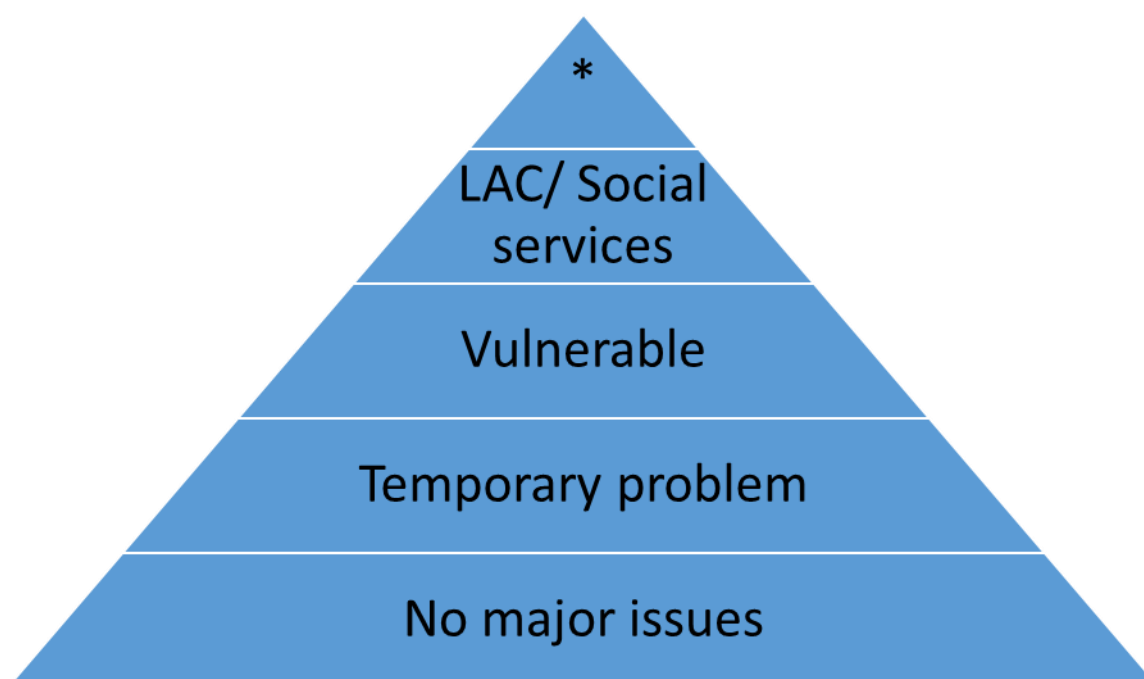 *
LAC/ Social
services
Vulnerable
Temporary problem
No major issues